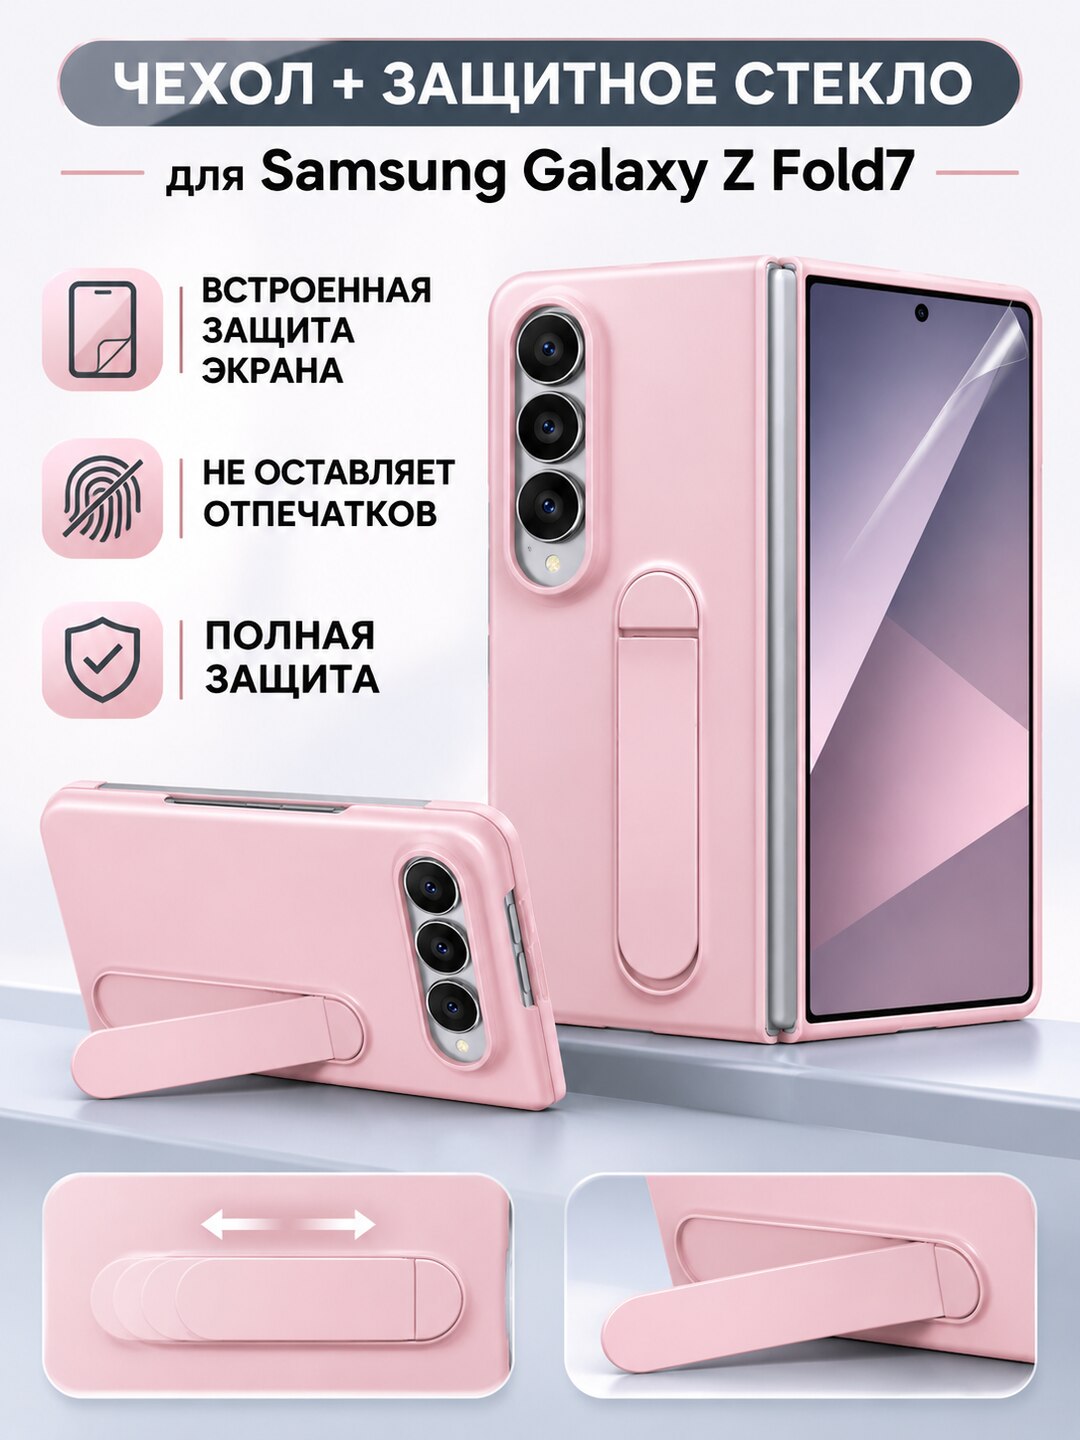 ЧЕХОЛ + ЗАЩИТНОЕ СТЕКЛО
для Samsung Galaxy Z Fold7
ВСТРОЕННАЯ
ЗАЩИТА
ЭКРАНА
НЕ ОСТАВЛЯЕТ
ОТПЕЧАТКОВ
ПОЛНАЯ
ЗАЩИТА